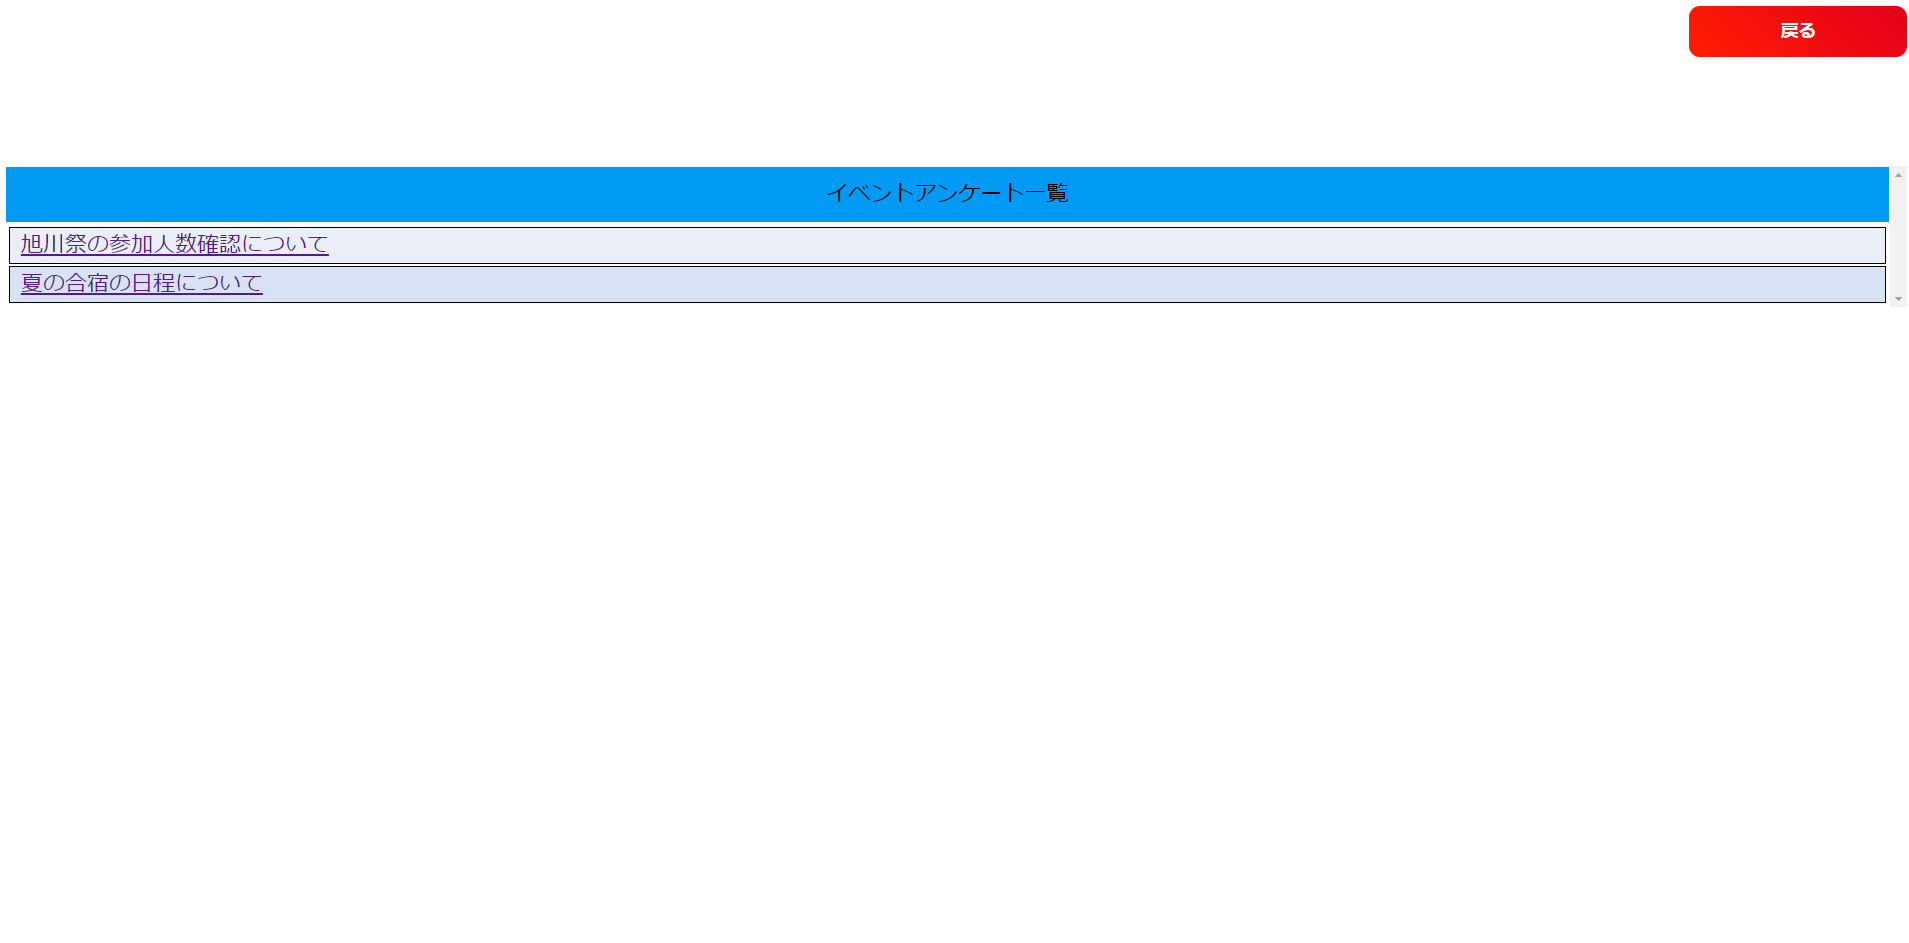 戻る
イベントアンケート一覧
旭川祭の参加人数確認について
夏の合宿の日程について